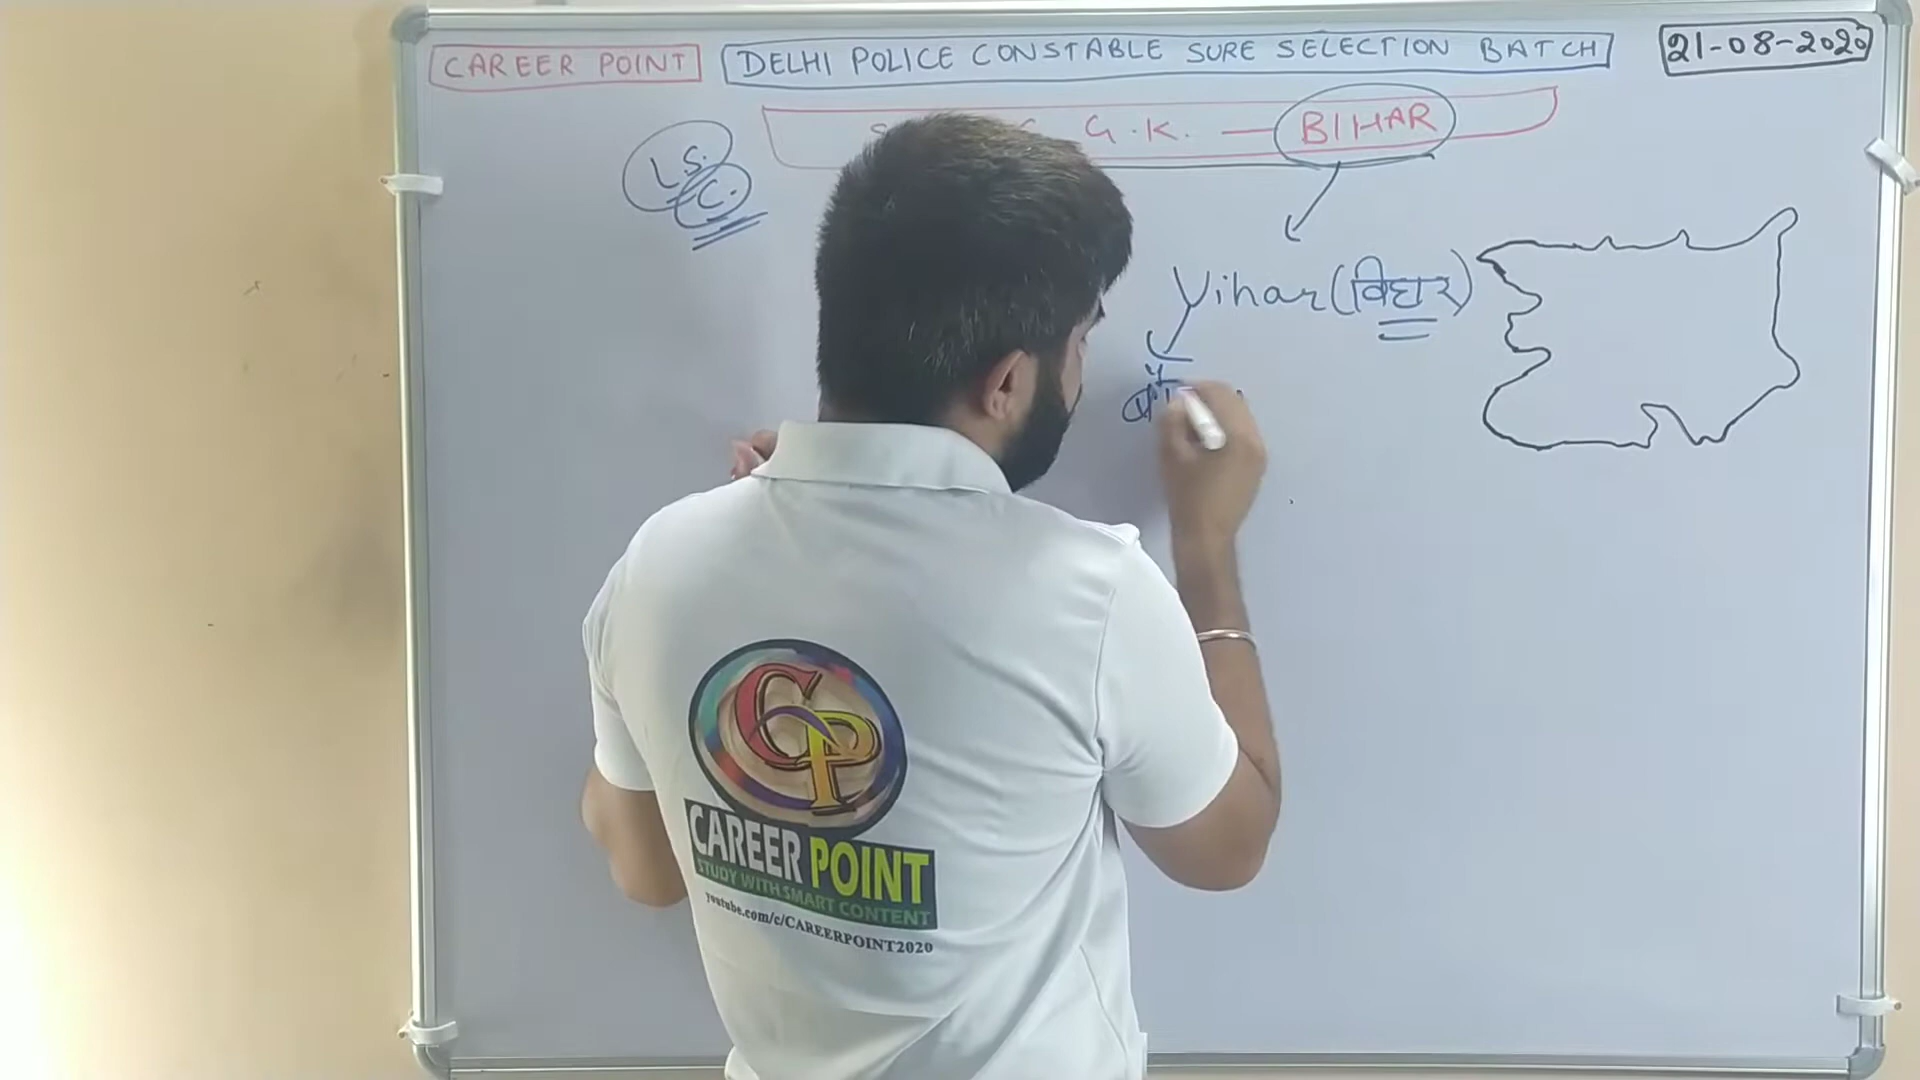 CAREER POINT
DELHI POLICE CONSTABLE SURE SELECTION BATCH
21-08-2020
G.K. — BIHAR
L.S.
C.
Vihar (विहार)
CP
CAREER POINT
STUDY WITH SMART CONTENT
youtube.com/c/CAREERPOINT2020